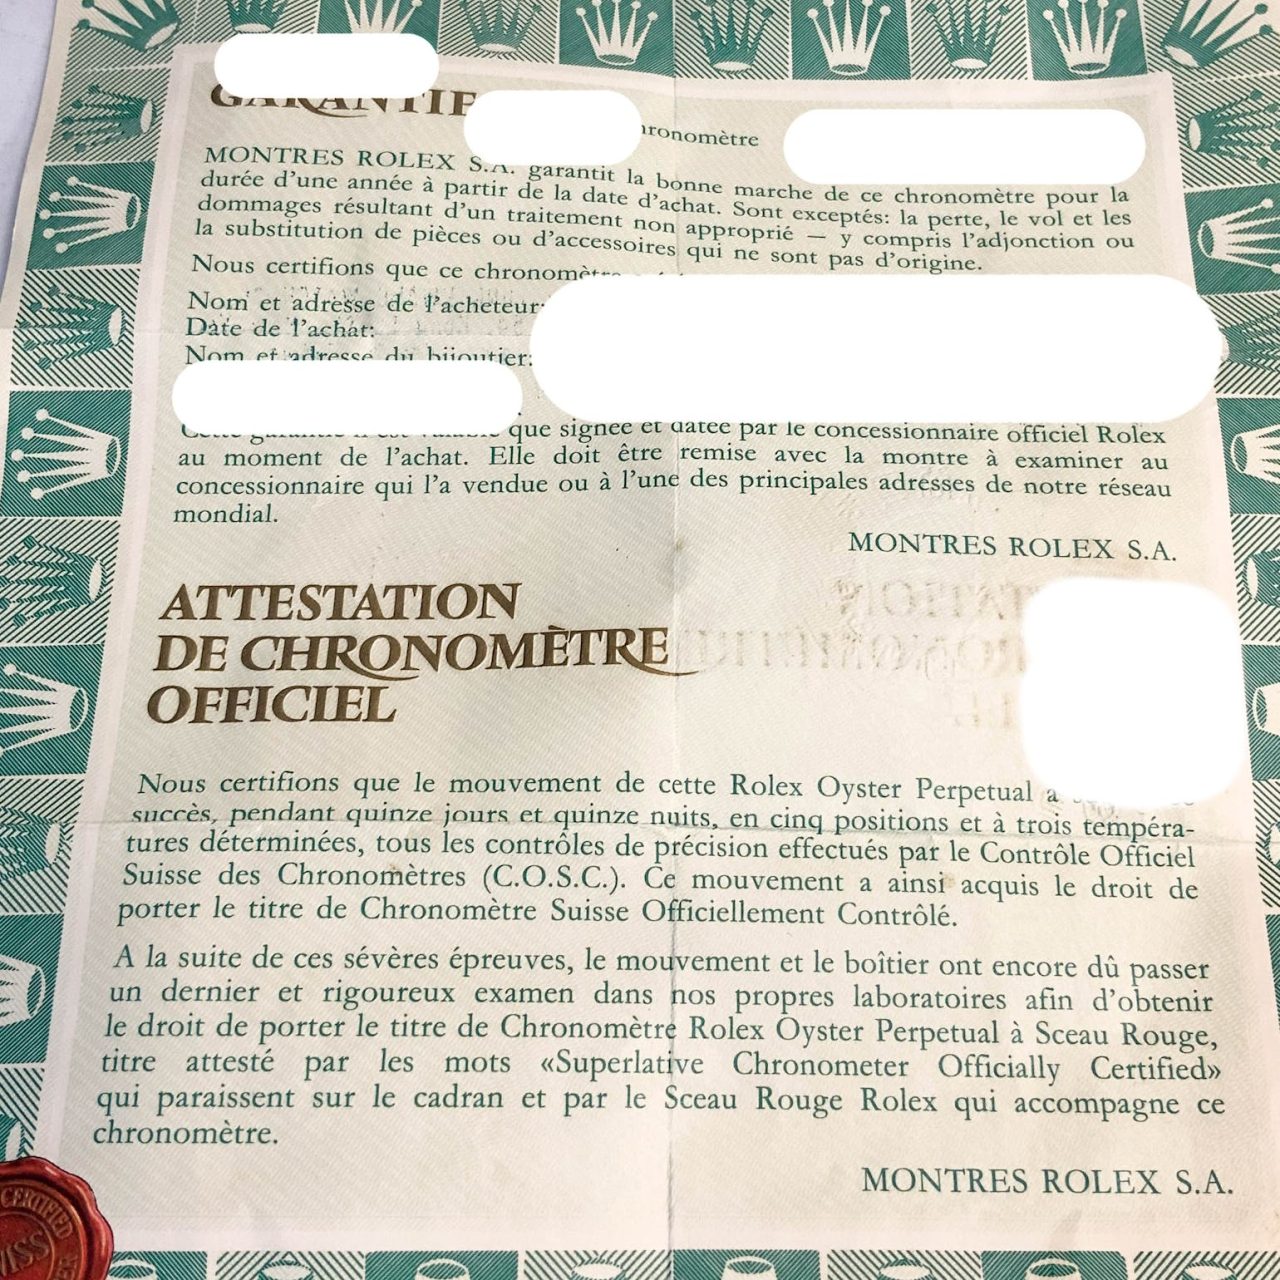 GARANTIE
MONTRES ROLEX S.A. garantit la bonne marche de ce chronomètre pour la
durée d'une année à partir de la date d'achat. Sont exceptés: la perte, le vol et les
dommages résultant d'un traitement non approprié — y compris l'adjonction ou
la substitution de pièces ou d'accessoires qui ne sont pas d'origine.
Nous certifions que ce
Nom et adresse de l'acheteur:
Date de l'achat:
Nom et adresse du bijoutier:
que signée et datée par le concessionnaire officiel Rolex
au moment de l'achat. Elle doit être remise avec la montre à examiner au
concessionnaire qui l'a vendue ou à l'une des principales adresses de notre réseau
mondial.
MONTRES ROLEX S.A.
ATTESTATION
DE CHRONOMÈTRE
OFFICIEL
Nous certifions que le mouvement de cette Rolex Oyster Perpetual a
succès, pendant quinze jours et quinze nuits, en cinq positions et à trois tempéra-
tures déterminées, tous les contrôles de précision effectués par le Contrôle Officiel
Suisse des Chronomètres (C.O.S.C.). Ce mouvement a ainsi acquis le droit de
porter le titre de Chronomètre Suisse Officiellement Contrôlé.
A la suite de ces sévères épreuves, le mouvement et le boîtier ont encore dû passer
un dernier et rigoureux examen dans nos propres laboratoires afin d'obtenir
le droit de porter le titre de Chronomètre Rolex Oyster Perpetual à Sceau Rouge,
titre attesté par les mots «Superlative Chronometer Officially Certified»
qui paraissent sur le cadran et par le Sceau Rouge Rolex qui accompagne ce
chronomètre.
MONTRES ROLEX S.A.
CERTIFIED